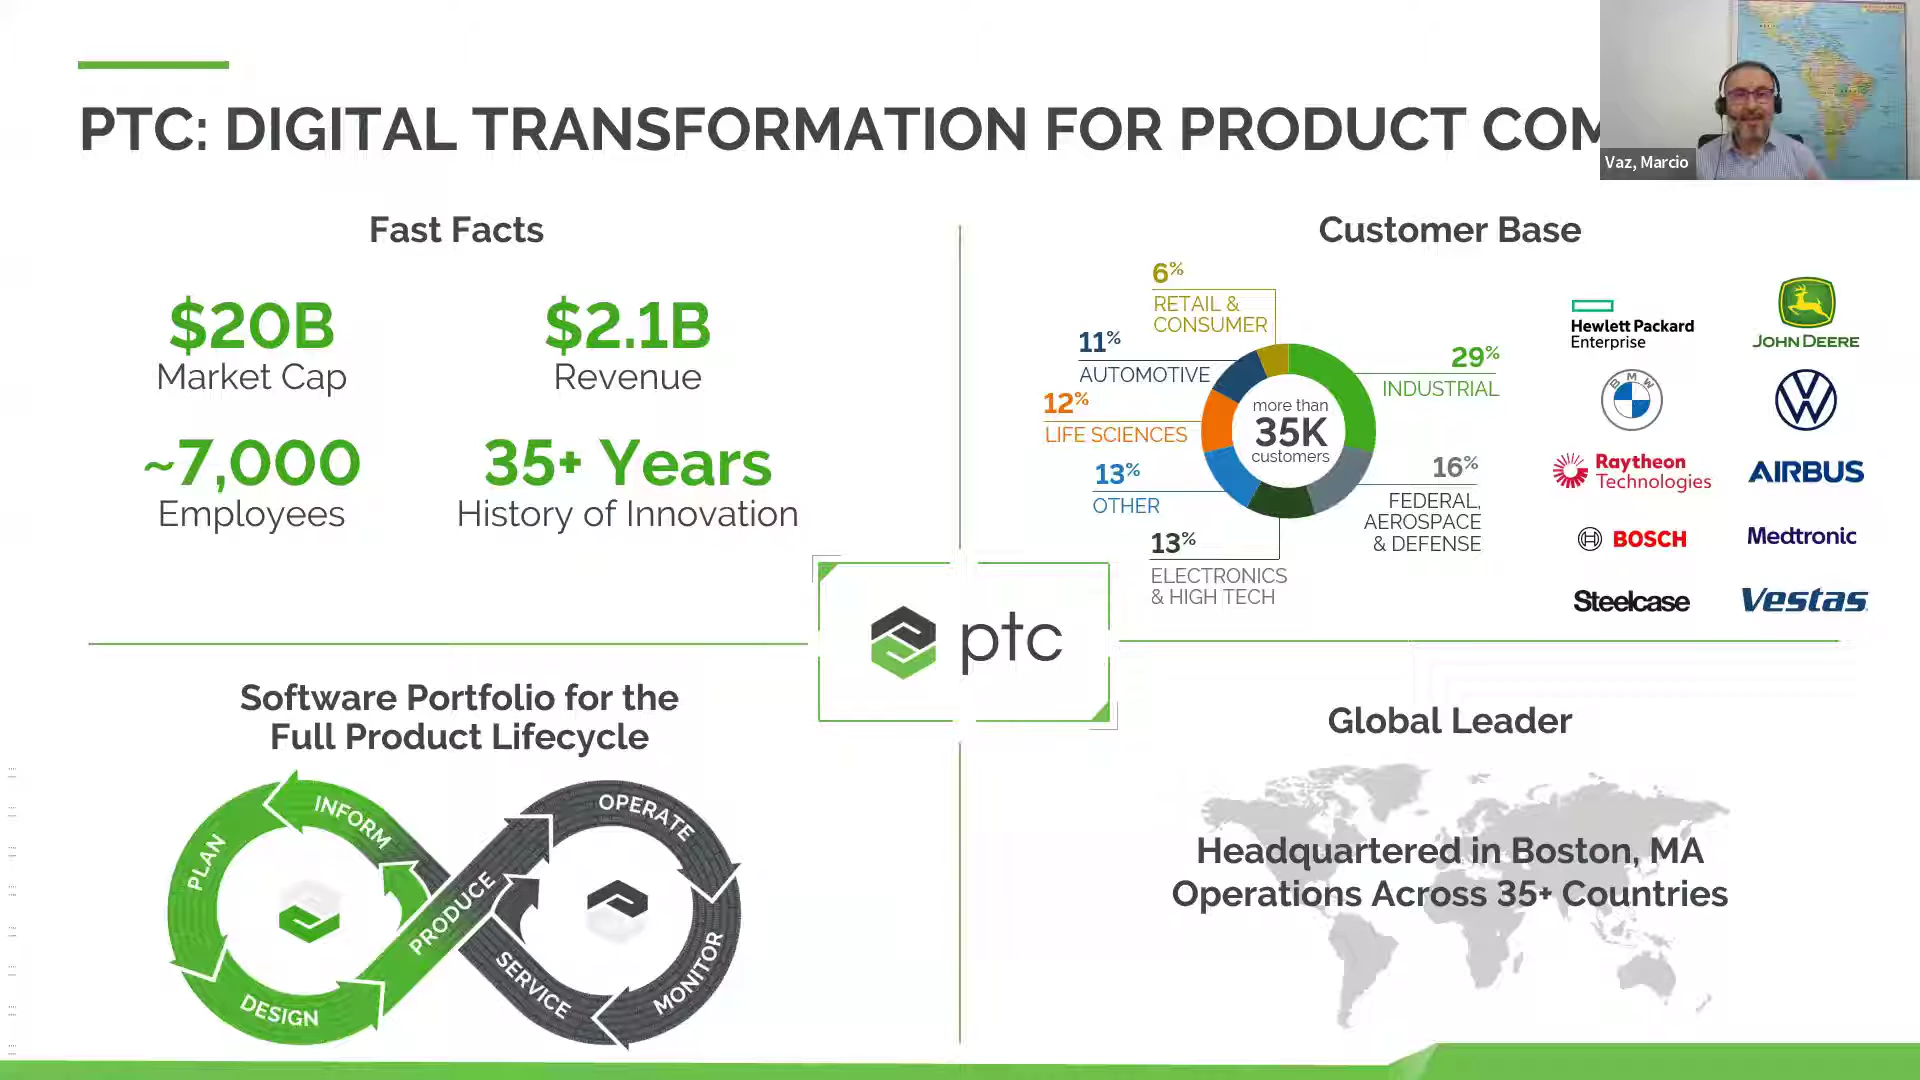 PTC: DIGITAL TRANSFORMATION FOR PRODUCT COM
Vaz, Marcio
Fast Facts
$20B
Market Cap
$2.1B
Revenue
~7,000
Employees
35+ Years
History of Innovation
Customer Base
6%
RETAIL &
CONSUMER
11%
AUTOMOTIVE
12%
LIFE SCIENCES
13%
OTHER
13%
ELECTRONICS
& HIGH TECH
29%
INDUSTRIAL
16%
FEDERAL,
AEROSPACE
& DEFENSE
more than
35K
customers
Hewlett Packard
Enterprise
JOHN DEERE
BMW
VW
Raytheon
Technologies
AIRBUS
BOSCH
Medtronic
Steelcase
Vestas
ptc
Software Portfolio for the
Full Product Lifecycle
PLAN
INFORM
DESIGN
PRODUCE
OPERATE
MONITOR
SERVICE
Global Leader
Headquartered in Boston, MA
Operations Across 35+ Countries